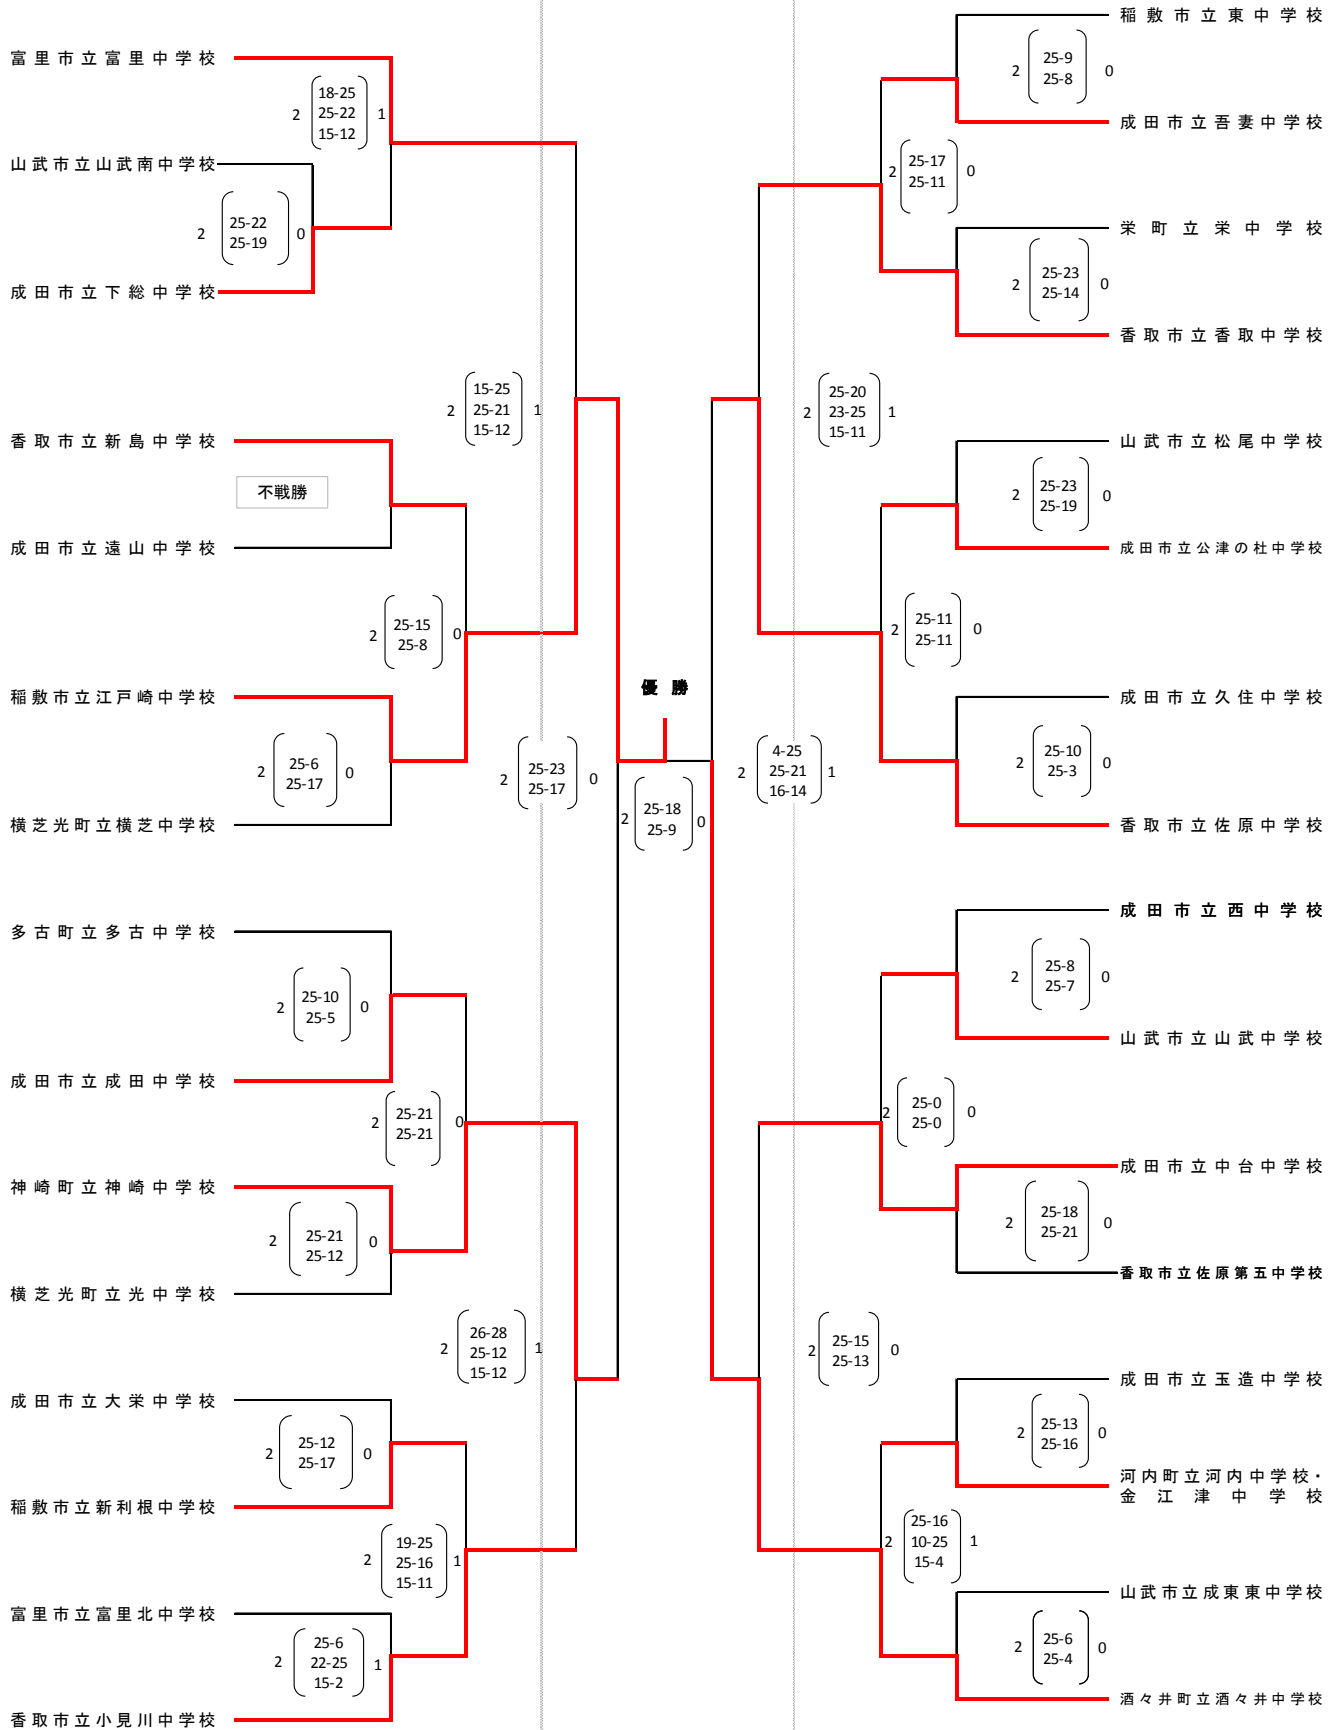 富里市立富里中学校
2 18-25 1
25-22
15-12
山武市立山武南中学校
2 25-22 0
25-19
成田市立下総中学校
2 15-25 1
25-21
15-12
香取市立新島中学校
不戦勝
成田市立遠山中学校
2 25-15 0
25-8
稲敷市立江戸崎中学校
2 25-6 0
25-17
横芝光町立横芝中学校
2 25-23 0
25-17
多古町立多古中学校
2 25-10 0
25-5
成田市立成田中学校
2 25-21 0
25-21
神崎町立神崎中学校
2 25-21 0
25-12
横芝光町立光中学校
2 26-28 1
25-12
15-12
成田市立大栄中学校
2 25-12 0
25-17
稲敷市立新利根中学校
2 19-25 1
25-16
15-11
富里市立富里北中学校
2 25-6 1
22-25
15-2
香取市立小見川中学校
優勝
2 25-18 0
25-9
稲敷市立東中学校
2 25-9 0
25-8
成田市立吾妻中学校
2 25-17 0
25-11
栄町立栄中学校
2 25-23 0
25-14
香取市立香取中学校
2 25-20 1
23-25
15-11
山武市立松尾中学校
2 25-23 0
25-19
成田市立公津の杜中学校
2 25-11 0
25-11
成田市立久住中学校
2 25-10 0
25-3
香取市立佐原中学校
2 4-25 1
25-21
16-14
成田市立西中学校
2 25-8 0
25-7
山武市立山武中学校
2 25-0 0
25-0
成田市立中台中学校
2 25-18 0
25-21
香取市立佐原第五中学校
2 25-15 0
25-13
成田市立玉造中学校
2 25-13 0
25-16
河内町立河内中学校・
金江津中学校
2 25-16 1
10-25
15-4
山武市立成東東中学校
2 25-6 0
25-4
酒々井町立酒々井中学校